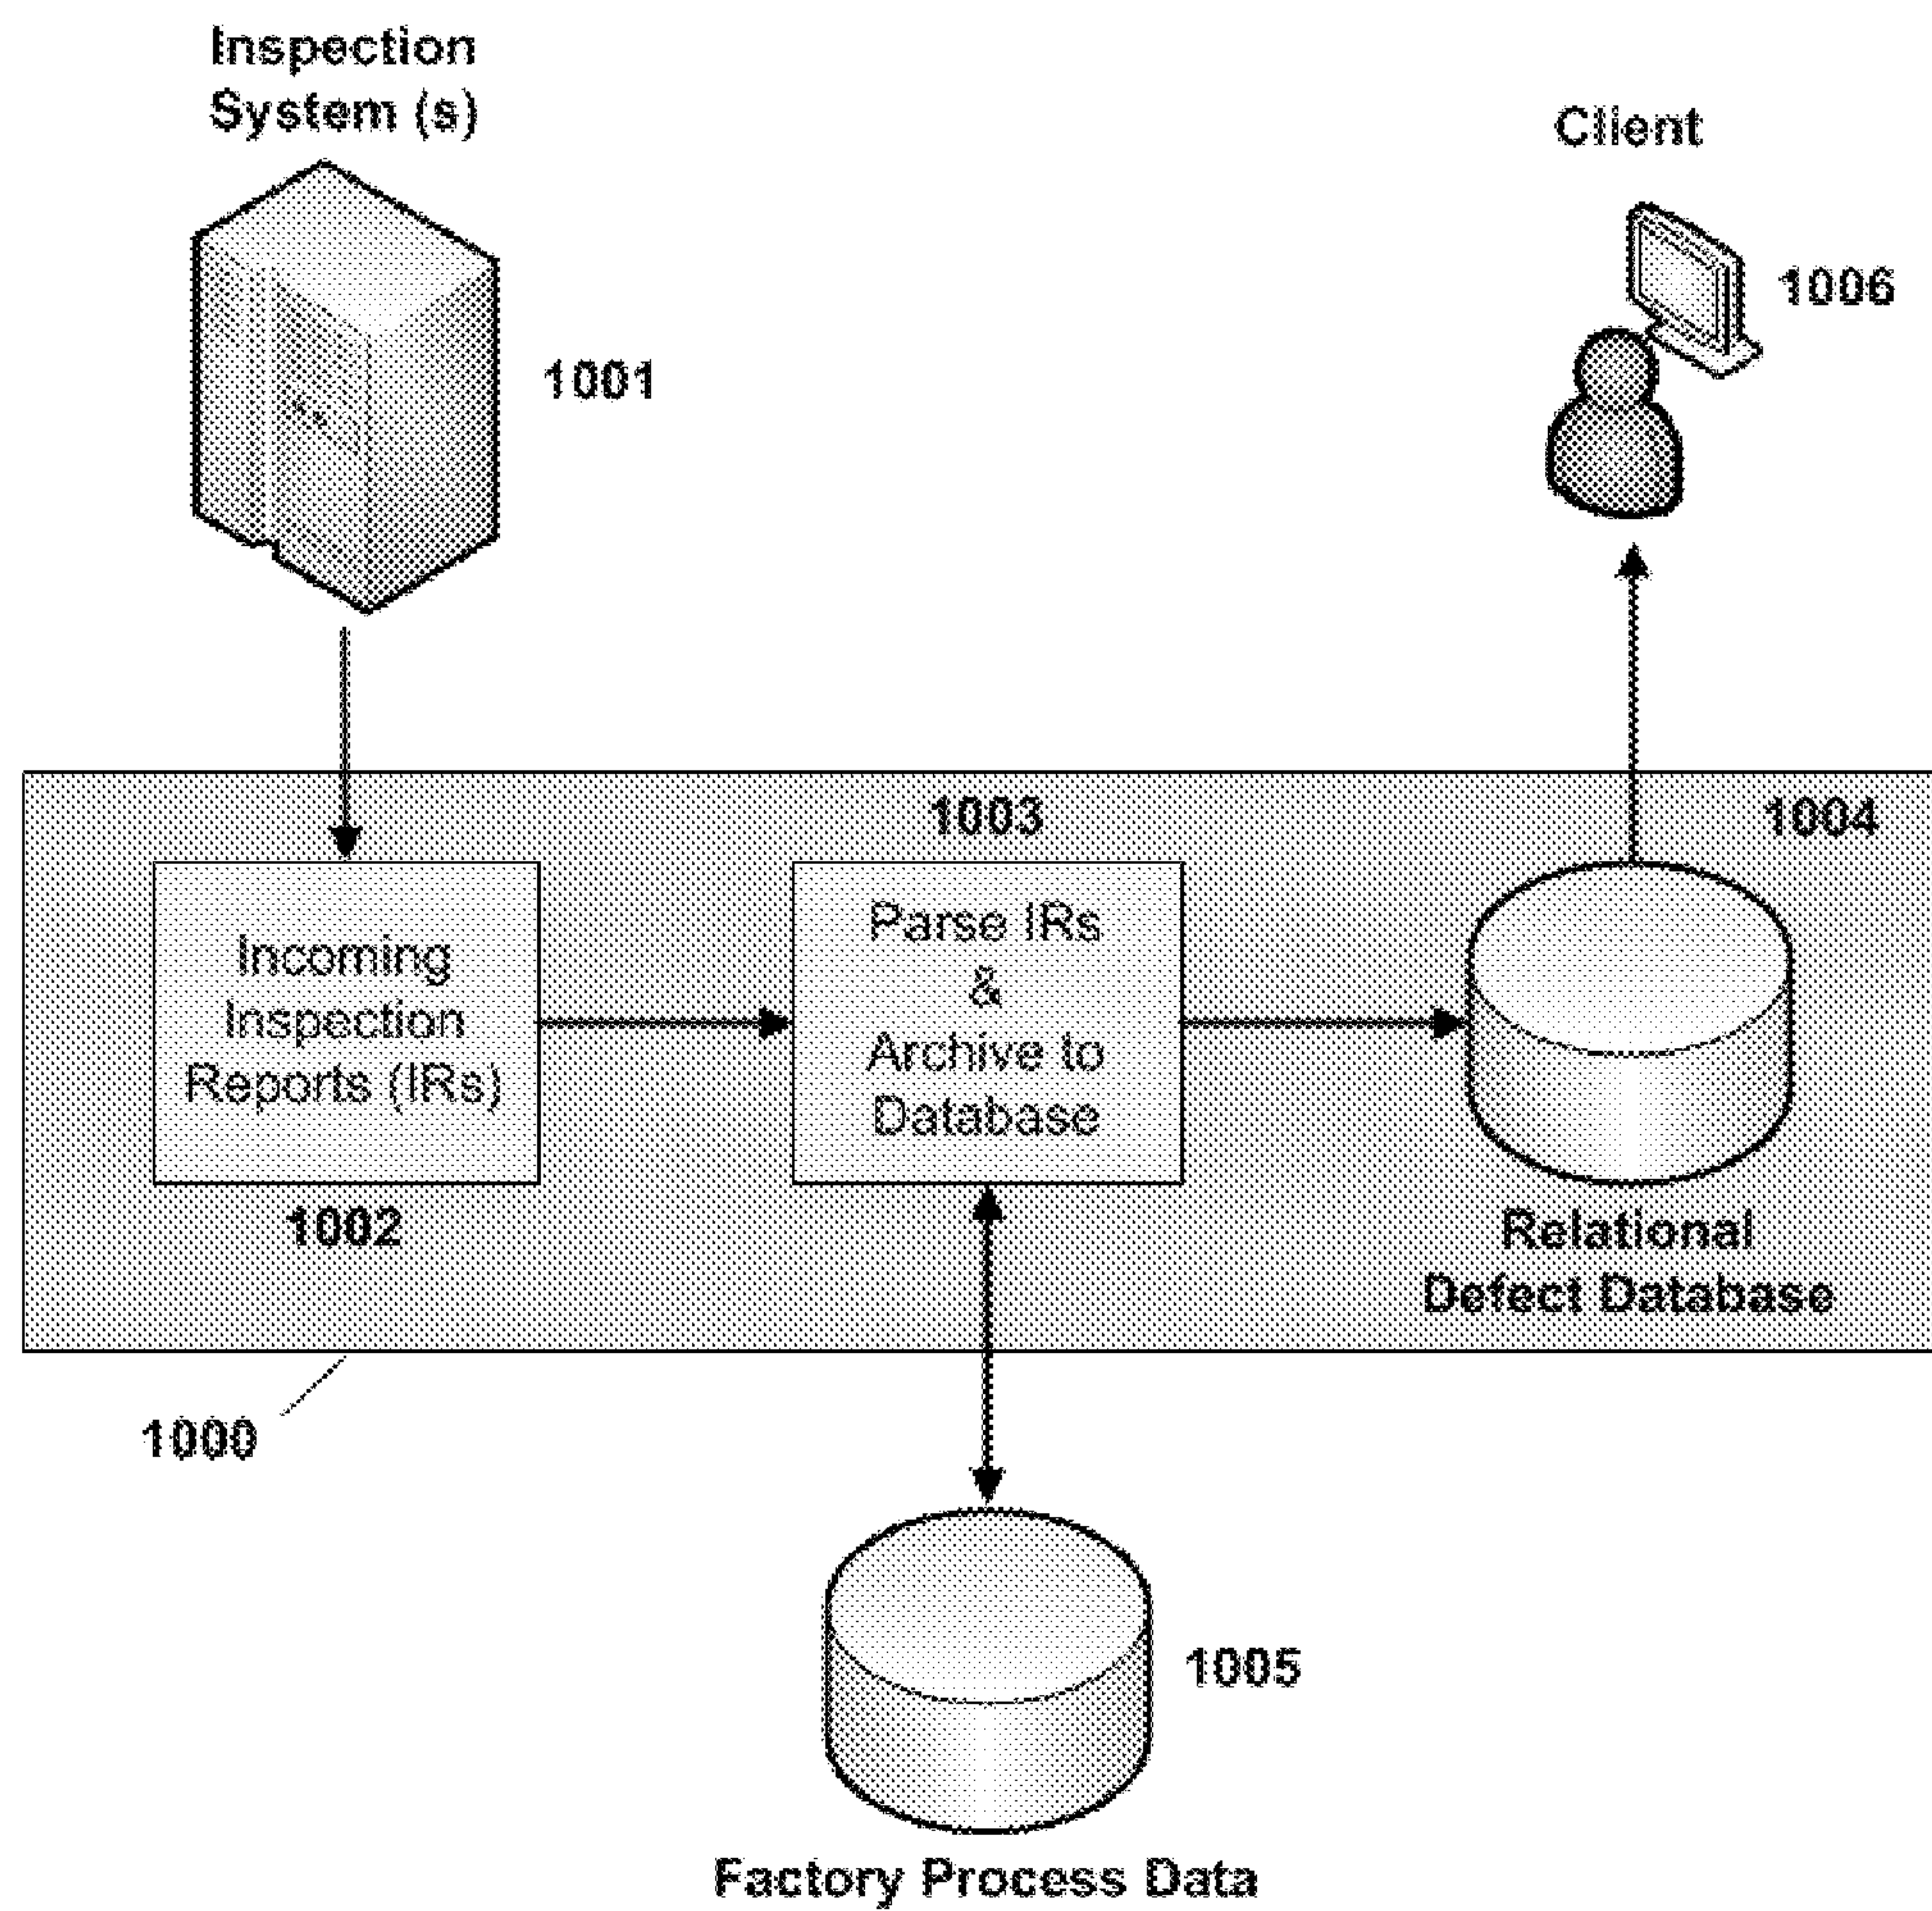 Inspection
System (s)
1001
Client
1006
1003
1004
Incoming
Inspection
Reports (IRs)
1002
Parse IRs
&
Archive to
Database
Relational
Defect Database
1000
1005
Factory Process Data